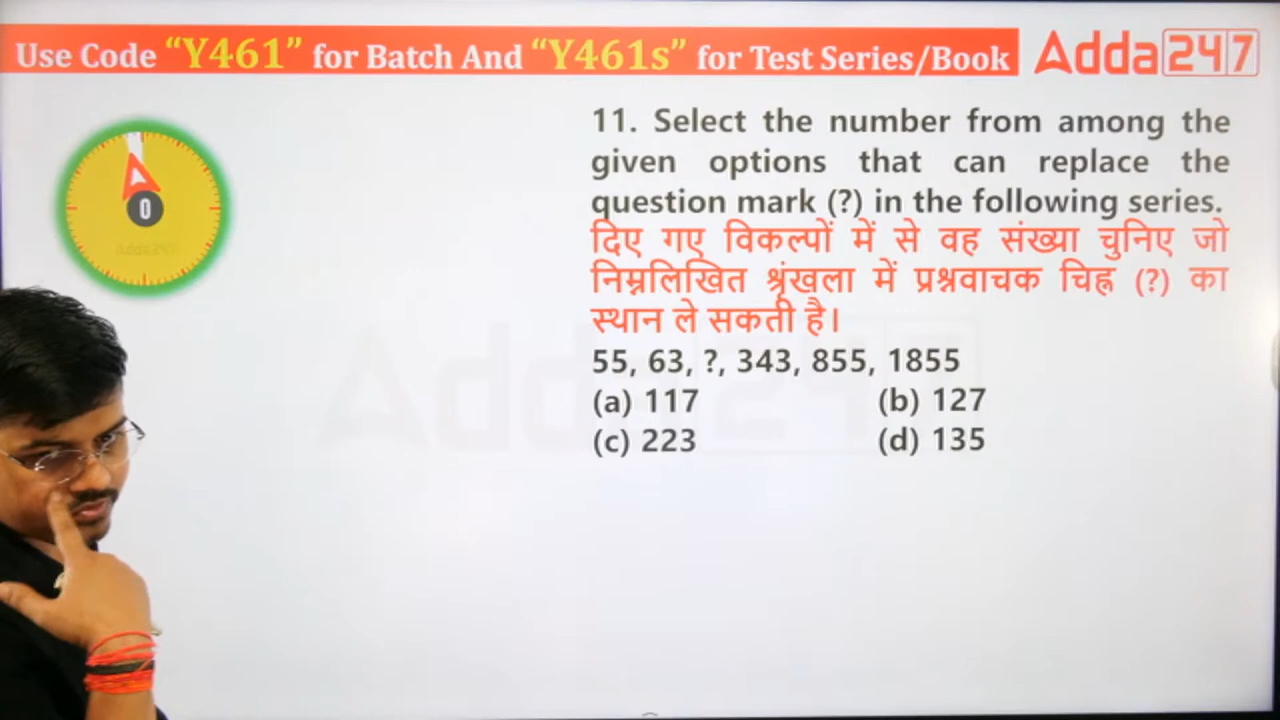 Use Code “Y461” for Batch And “Y461s” for Test Series/Book
Adda247
0
11. Select the number from among the
given options that can replace the
question mark (?) in the following series.
दिए गए विकल्पों में से वह संख्या चुनिए जो
निम्नलिखित श्रृंखला में प्रश्नवाचक चिह्न (?) का
स्थान ले सकती है।
55, 63, ?, 343, 855, 1855
(a) 117 (b) 127
(c) 223 (d) 135
Adda247